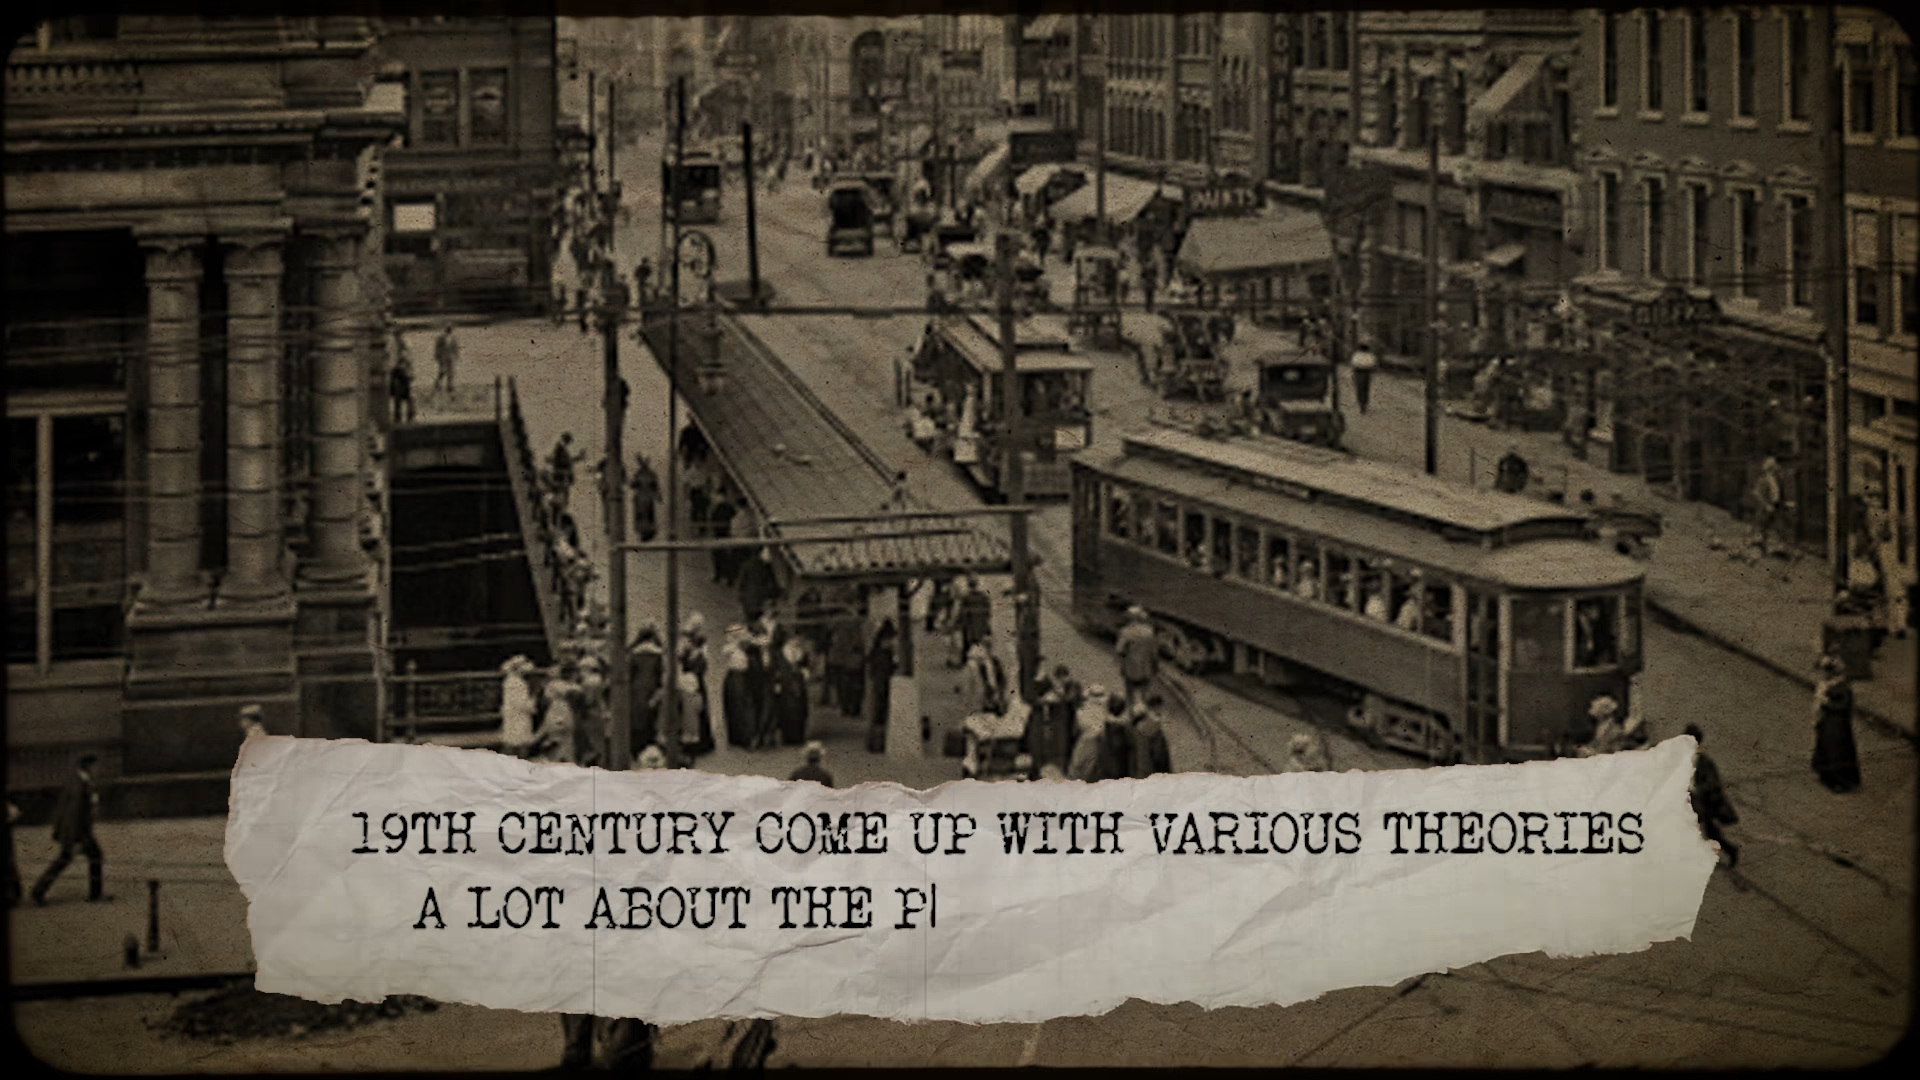 19TH CENTURY COME UP WITH VARIOUS THEORIES
A LOT ABOUT THE P